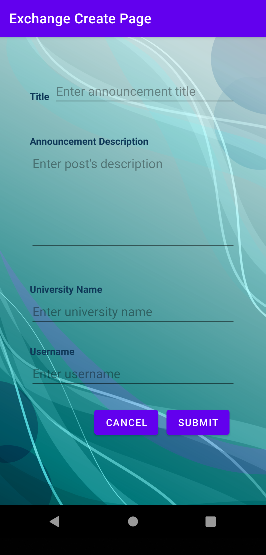 Exchange Create Page
Title Enter announcement title
Announcement Description
Enter post's description
University Name
Enter university name
Username
Enter username
CANCEL SUBMIT